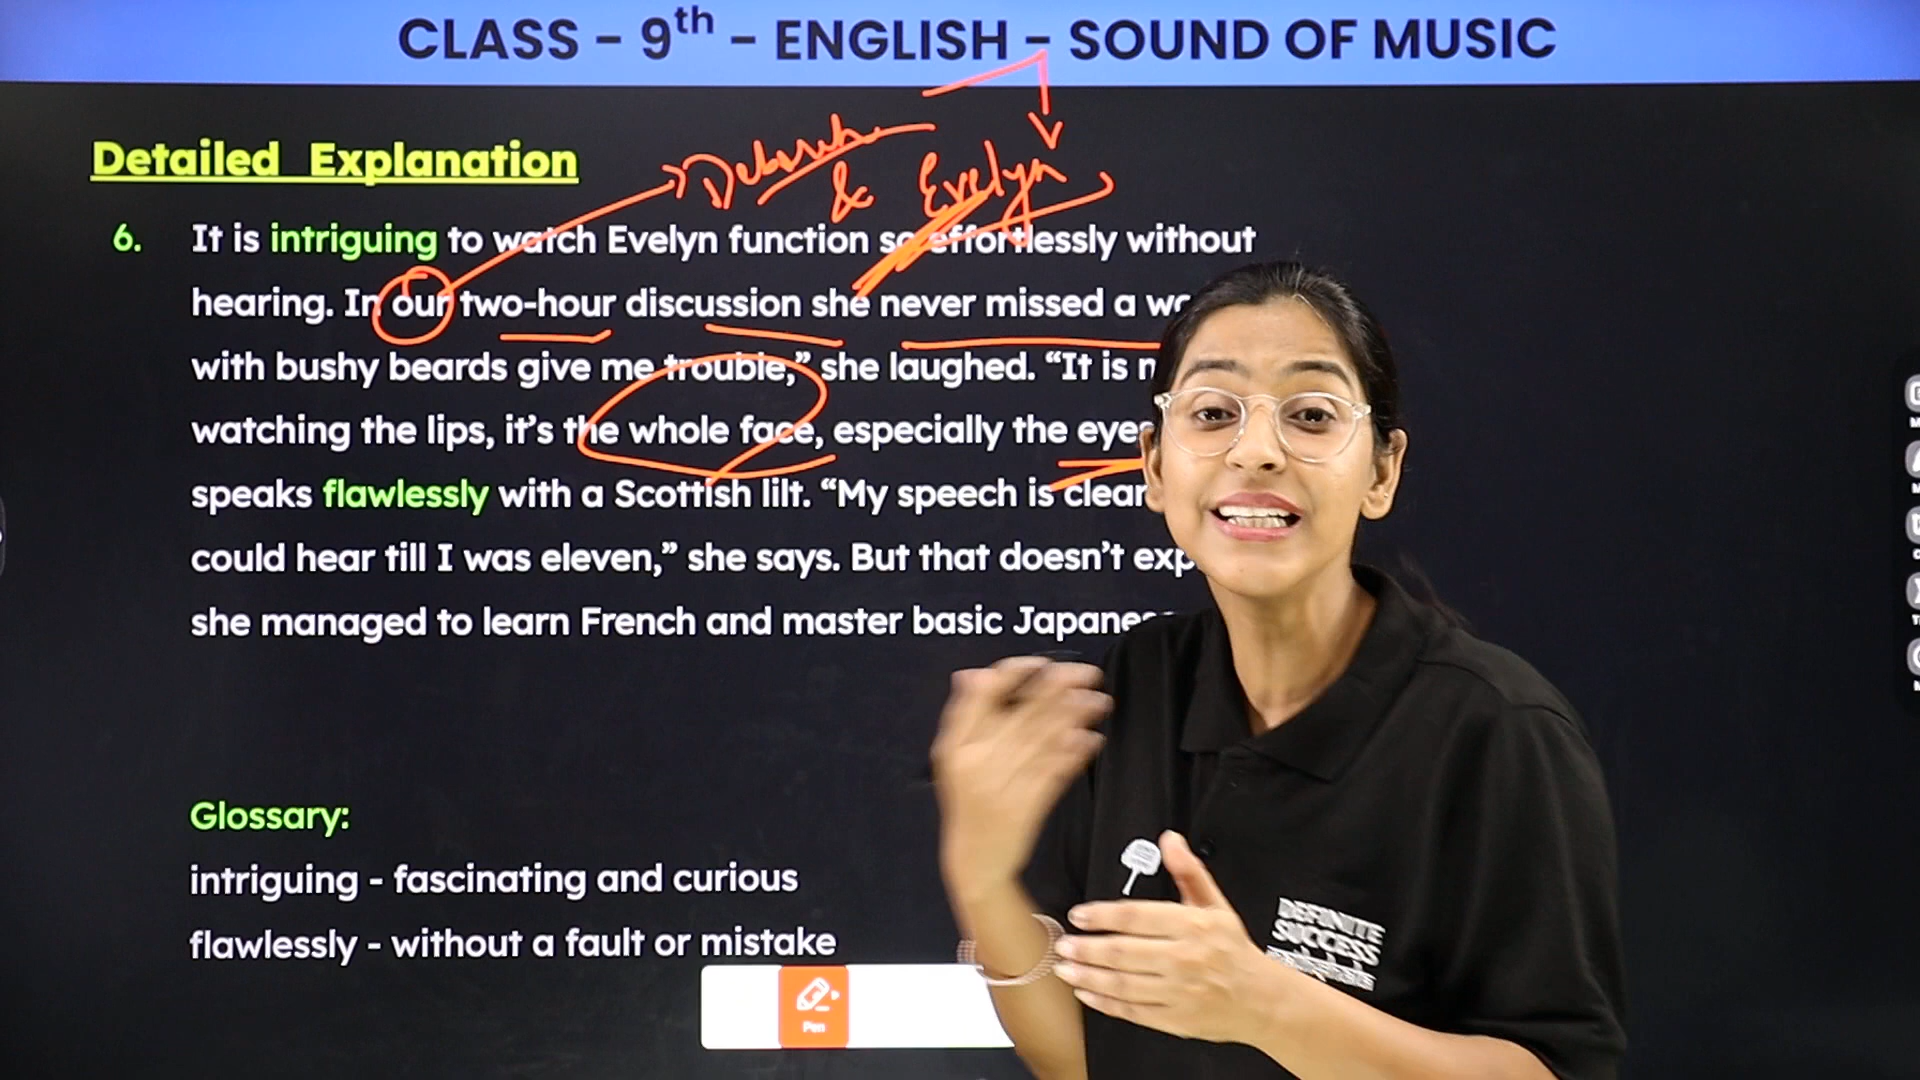 CLASS - 9th - ENGLISH - SOUND OF MUSIC
Deborah
& Evelyn
Detailed Explanation
6. It is intriguing to watch Evelyn function so effortlessly without
hearing. In our two-hour discussion she never missed a
with bushy beards give me trouble,” she laughed. “It is
watching the lips, it’s the whole face, especially the eyes
speaks flawlessly with a Scottish lilt. “My speech is clear
could hear till I was eleven,” she says. But that doesn’t
she managed to learn French and master basic Japanese
Glossary:
intriguing - fascinating and curious
flawlessly - without a fault or mistake
Pen
DEFINITE
SUCCESS